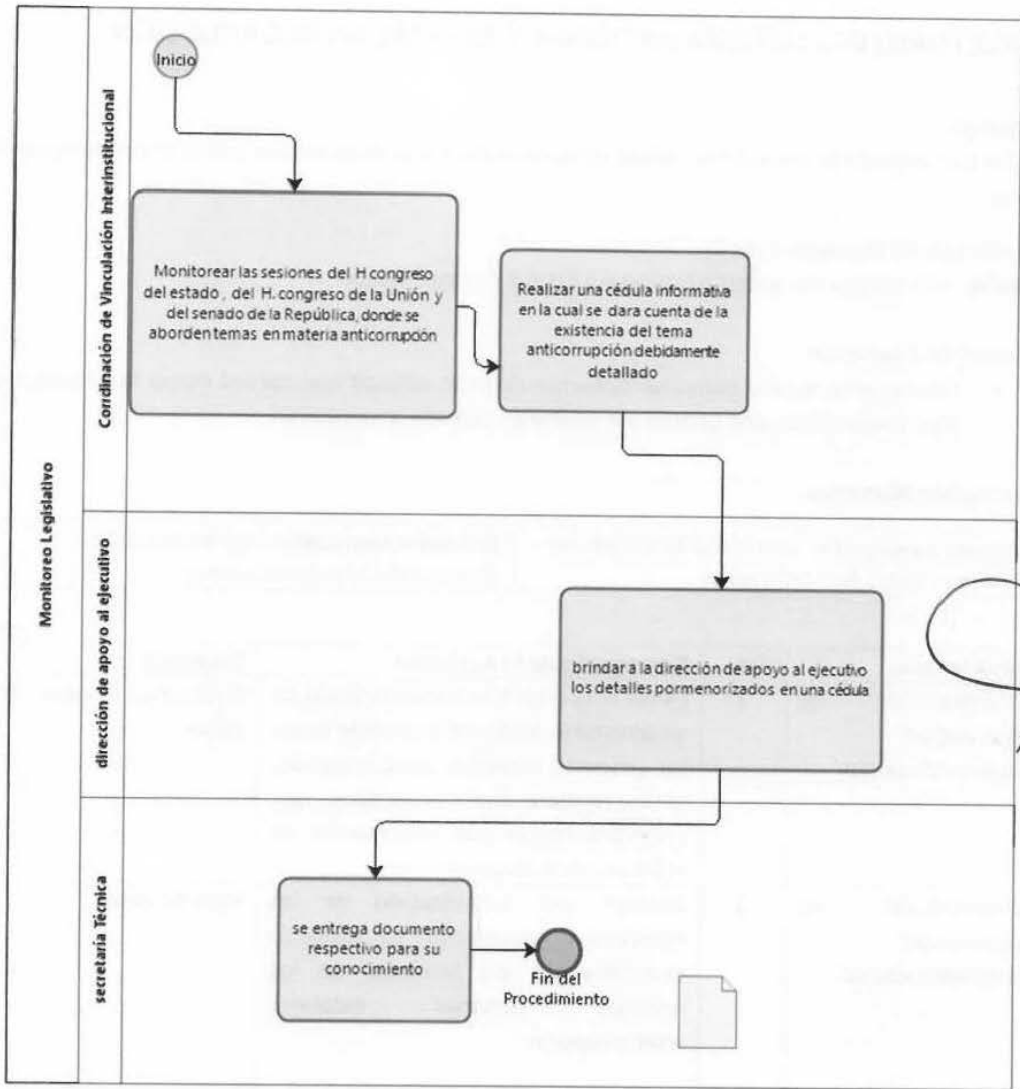 Monitoreo Legislativo
Corrdinación de Vinculación Interinstitucional
Inicio
Monitorear las sesiones del H congreso
del estado , del H. congreso de la Unión y
del senado de la República, donde se
aborden temas en materia anticorrupción
Realizar una cédula informativa
en la cual se dara cuenta de la
existencia del tema
anticorrupción debidamente
detallado
dirección de apoyo al ejecutivo
brindar a la dirección de apoyo al ejecutivo
los detalles pormenorizados en una cédula
secretaria Técnica
se entrega documento
respectivo para su
conocimiento
Fin del
Procedimiento